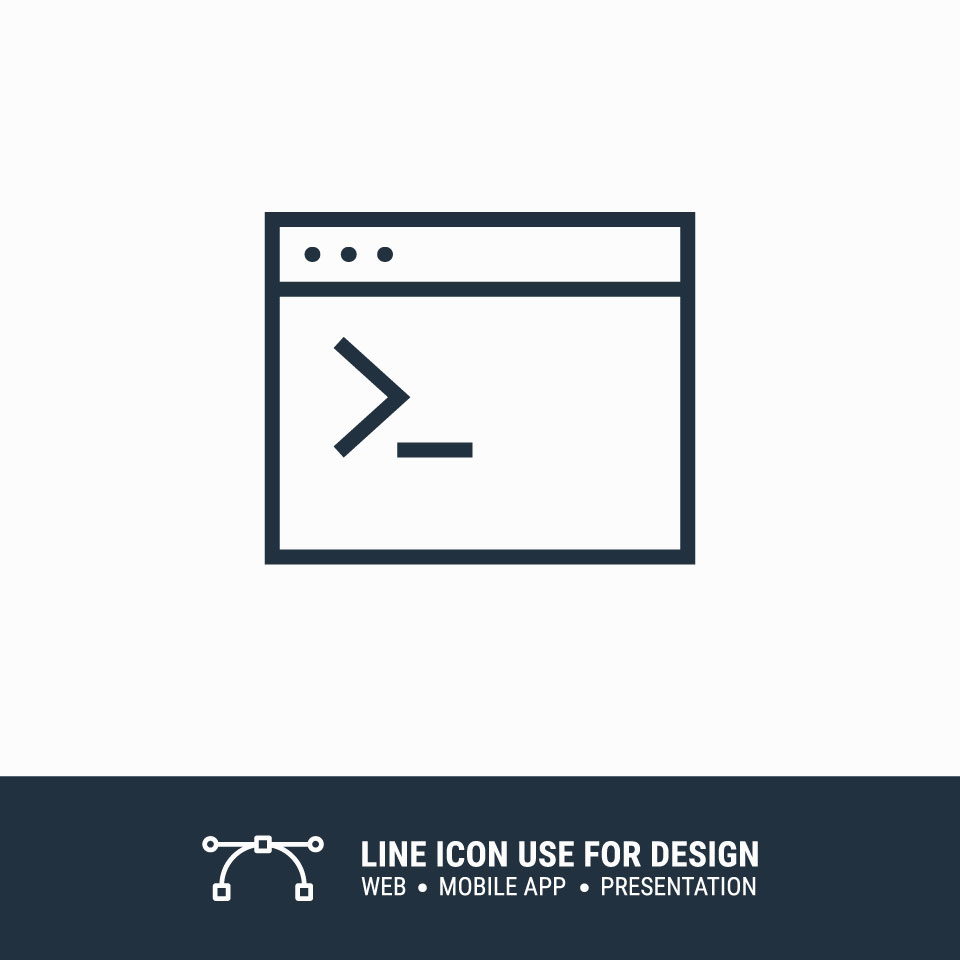 >_
LINE ICON USE FOR DESIGN
WEB • MOBILE APP • PRESENTATION